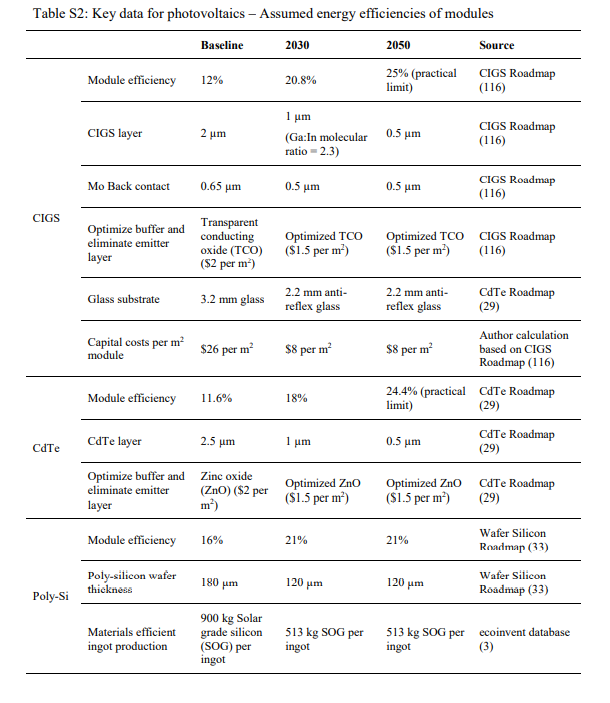 Table S2: Key data for photovoltaics – Assumed energy efficiencies of modules
Baseline 2030 2050 Source
CIGS
Module efficiency 12% 20.8% 25% (practical limit) CIGS Roadmap (116)
CIGS layer 2 µm 1 µm (Ga:In molecular ratio = 2.3) 0.5 µm CIGS Roadmap (116)
Mo Back contact 0.65 µm 0.5 µm 0.5 µm CIGS Roadmap (116)
Optimize buffer and eliminate emitter layer Transparent conducting oxide (TCO) ($2 per m²) Optimized TCO ($1.5 per m²) Optimized TCO ($1.5 per m²) CIGS Roadmap (116)
Glass substrate 3.2 mm glass 2.2 mm anti-reflex glass 2.2 mm anti-reflex glass CdTe Roadmap (29)
Capital costs per m² module $26 per m² $8 per m² $8 per m² Author calculation based on CIGS Roadmap (116)
CdTe
Module efficiency 11.6% 18% 24.4% (practical limit) CdTe Roadmap (29)
CdTe layer 2.5 µm 1 µm 0.5 µm CdTe Roadmap (29)
Optimize buffer and eliminate emitter layer Zinc oxide (ZnO) ($2 per m²) Optimized ZnO ($1.5 per m²) Optimized ZnO ($1.5 per m²) CdTe Roadmap (29)
Poly-Si
Module efficiency 16% 21% 21% Wafer Silicon Roadmap (33)
Poly-silicon wafer thickness 180 µm 120 µm 120 µm Wafer Silicon Roadmap (33)
Materials efficient ingot production 900 kg Solar grade silicon (SOG) per ingot 513 kg SOG per ingot 513 kg SOG per ingot ecoinvent database (3)